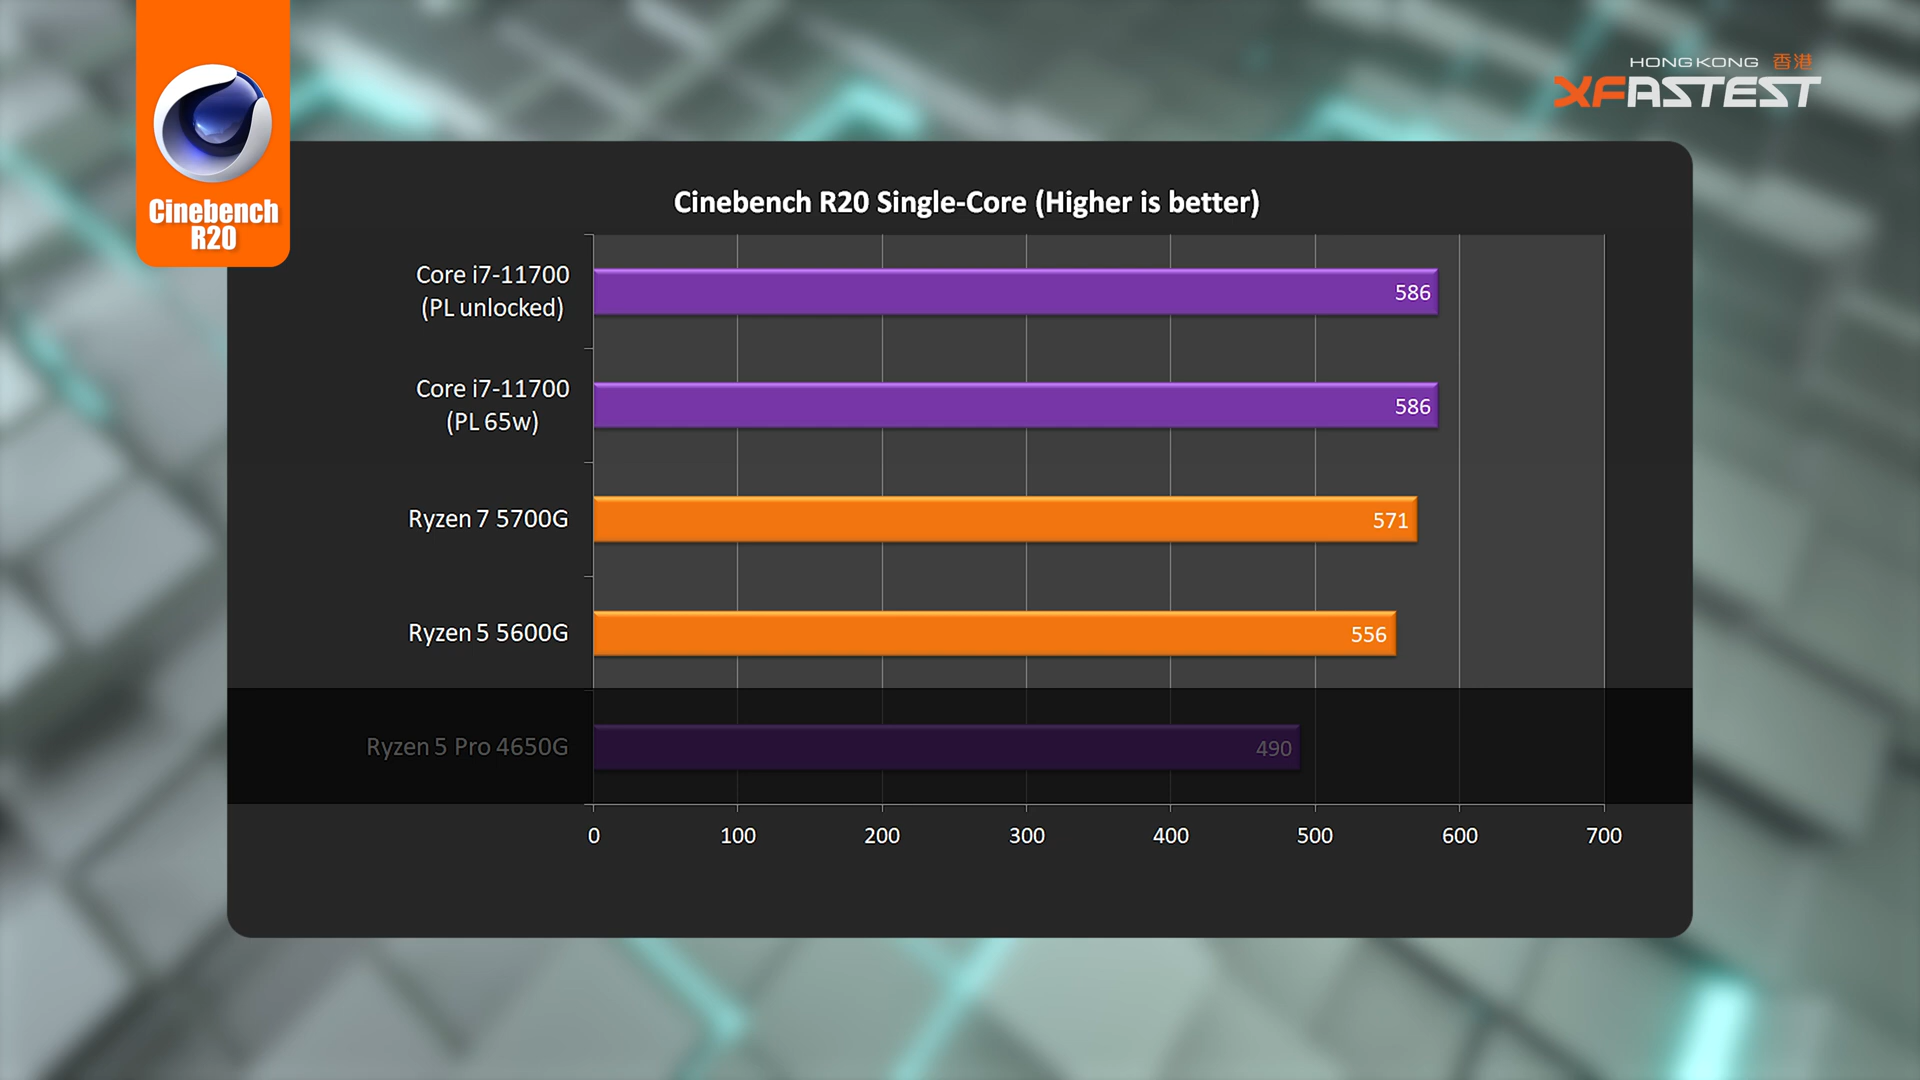 HONG KONG 香港
XFASTEST
Cinebench
R20
Cinebench R20 Single-Core (Higher is better)
Core i7-11700
(PL unlocked)
586
Core i7-11700
(PL 65w)
586
Ryzen 7 5700G
571
Ryzen 5 5600G
556
Ryzen 5 Pro 4650G
490
0 100 200 300 400 500 600 700